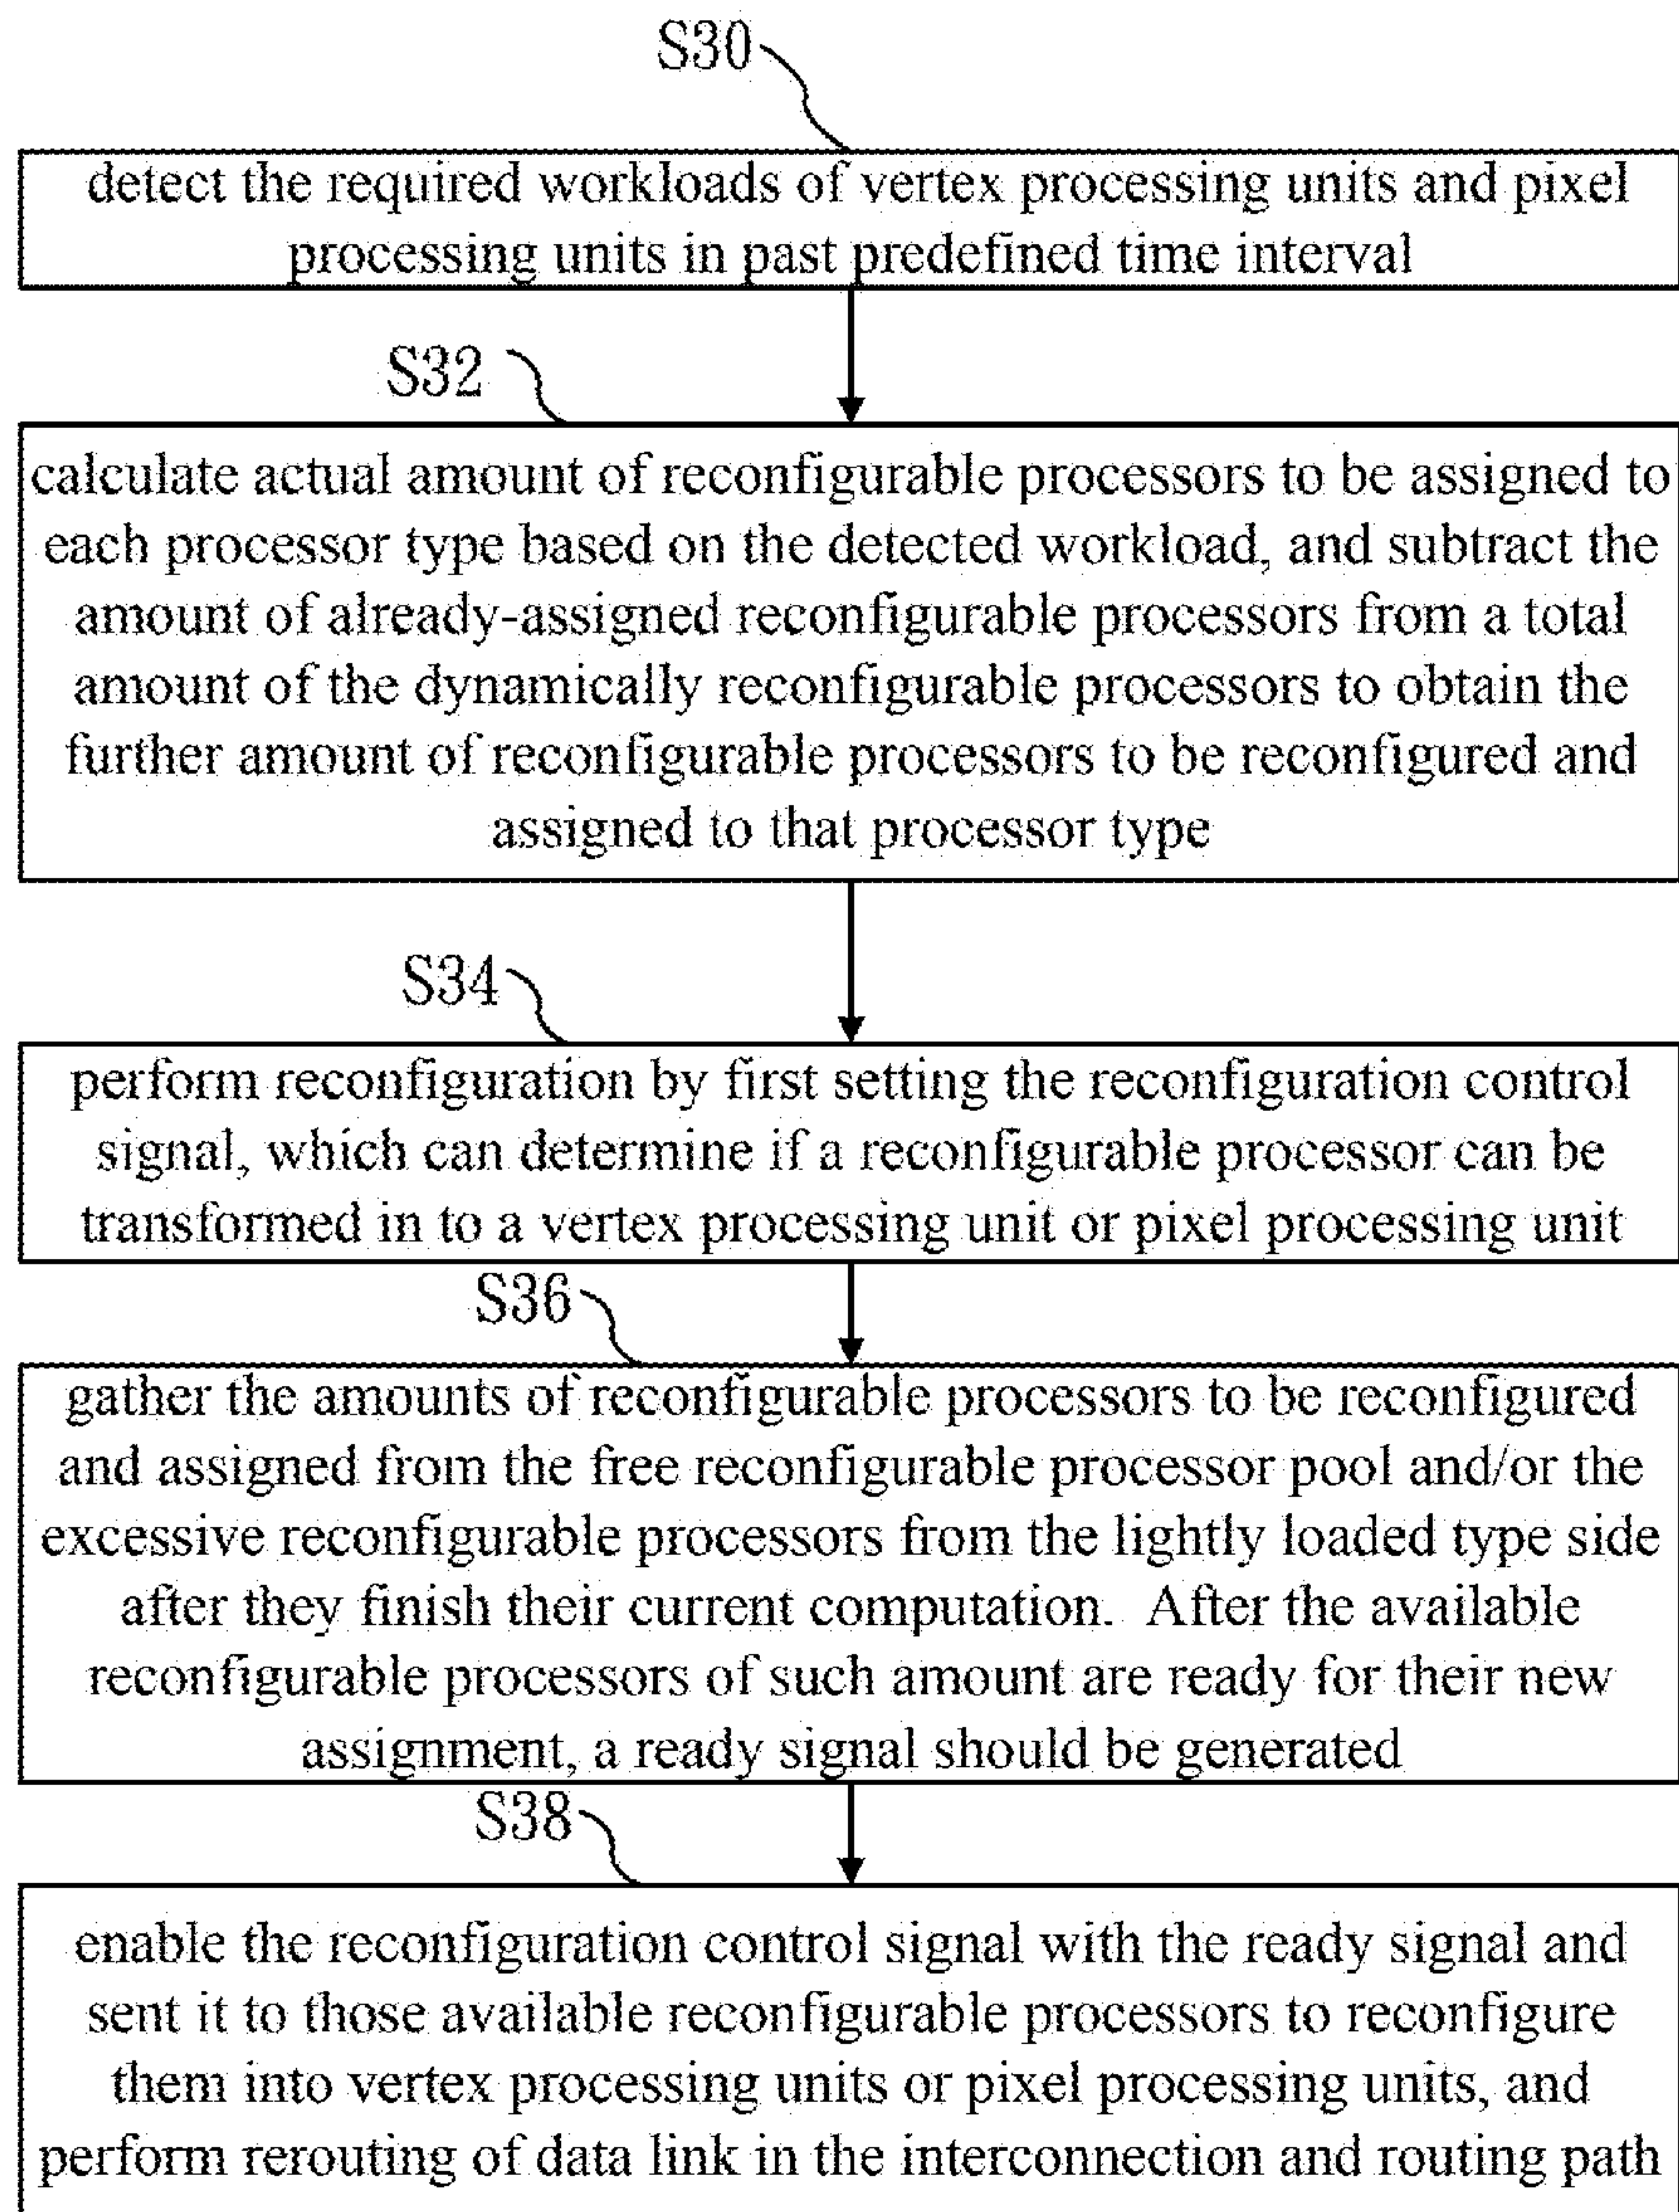 S30
detect the required workloads of vertex processing units and pixel
processing units in past predefined time interval
S32
calculate actual amount of reconfigurable processors to be assigned to
each processor type based on the detected workload, and subtract the
amount of already-assigned reconfigurable processors from a total
amount of the dynamically reconfigurable processors to obtain the
further amount of reconfigurable processors to be reconfigured and
assigned to that processor type
S34
perform reconfiguration by first setting the reconfiguration control
signal, which can determine if a reconfigurable processor can be
transformed in to a vertex processing unit or pixel processing unit
S36
gather the amounts of reconfigurable processors to be reconfigured
and assigned from the free reconfigurable processor pool and/or the
excessive reconfigurable processors from the lightly loaded type side
after they finish their current computation. After the available
reconfigurable processors of such amount are ready for their new
assignment, a ready signal should be generated
S38
enable the reconfiguration control signal with the ready signal and
sent it to those available reconfigurable processors to reconfigure
them into vertex processing units or pixel processing units, and
perform rerouting of data link in the interconnection and routing path